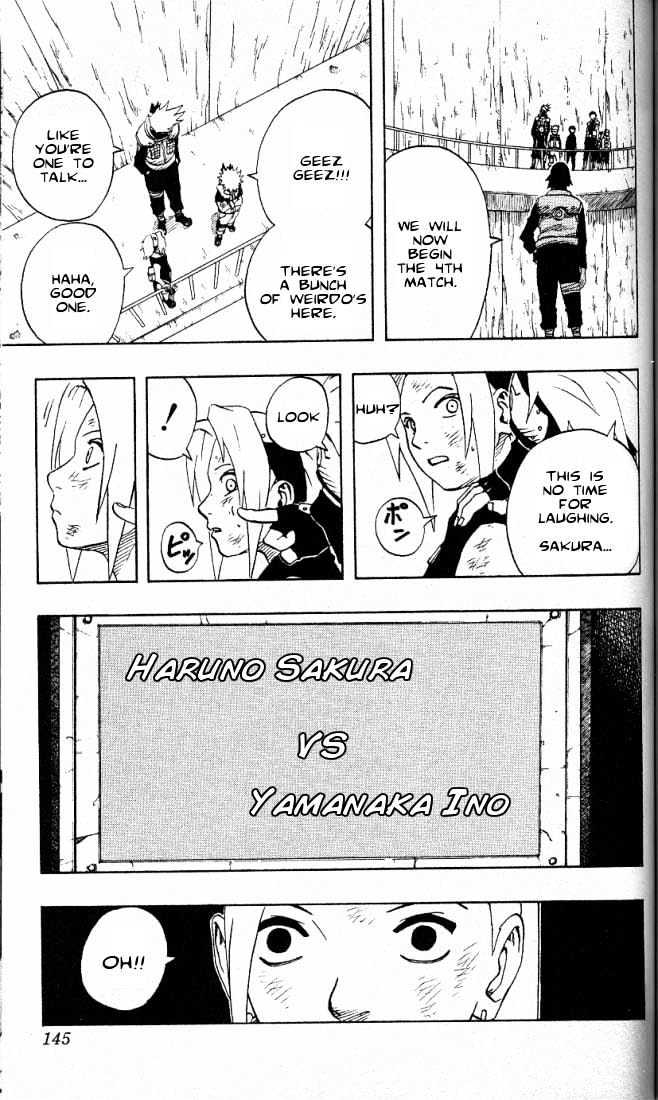 WE WILL
NOW
BEGIN
THE 4TH
MATCH.
GEEZ
GEEZ!!!
THERE'S
A BUNCH
OF WEIRDO'S
HERE.
LIKE
YOU'RE
ONE TO
TALK...
HAHA,
GOOD
ONE.
THIS IS
NO TIME
FOR
LAUGHING.
SAKURA...
HUH?
ポン
LOOK
!
ピッ
HARUNO SAKURA
VS
YAMANAKA INO
OH!!
145